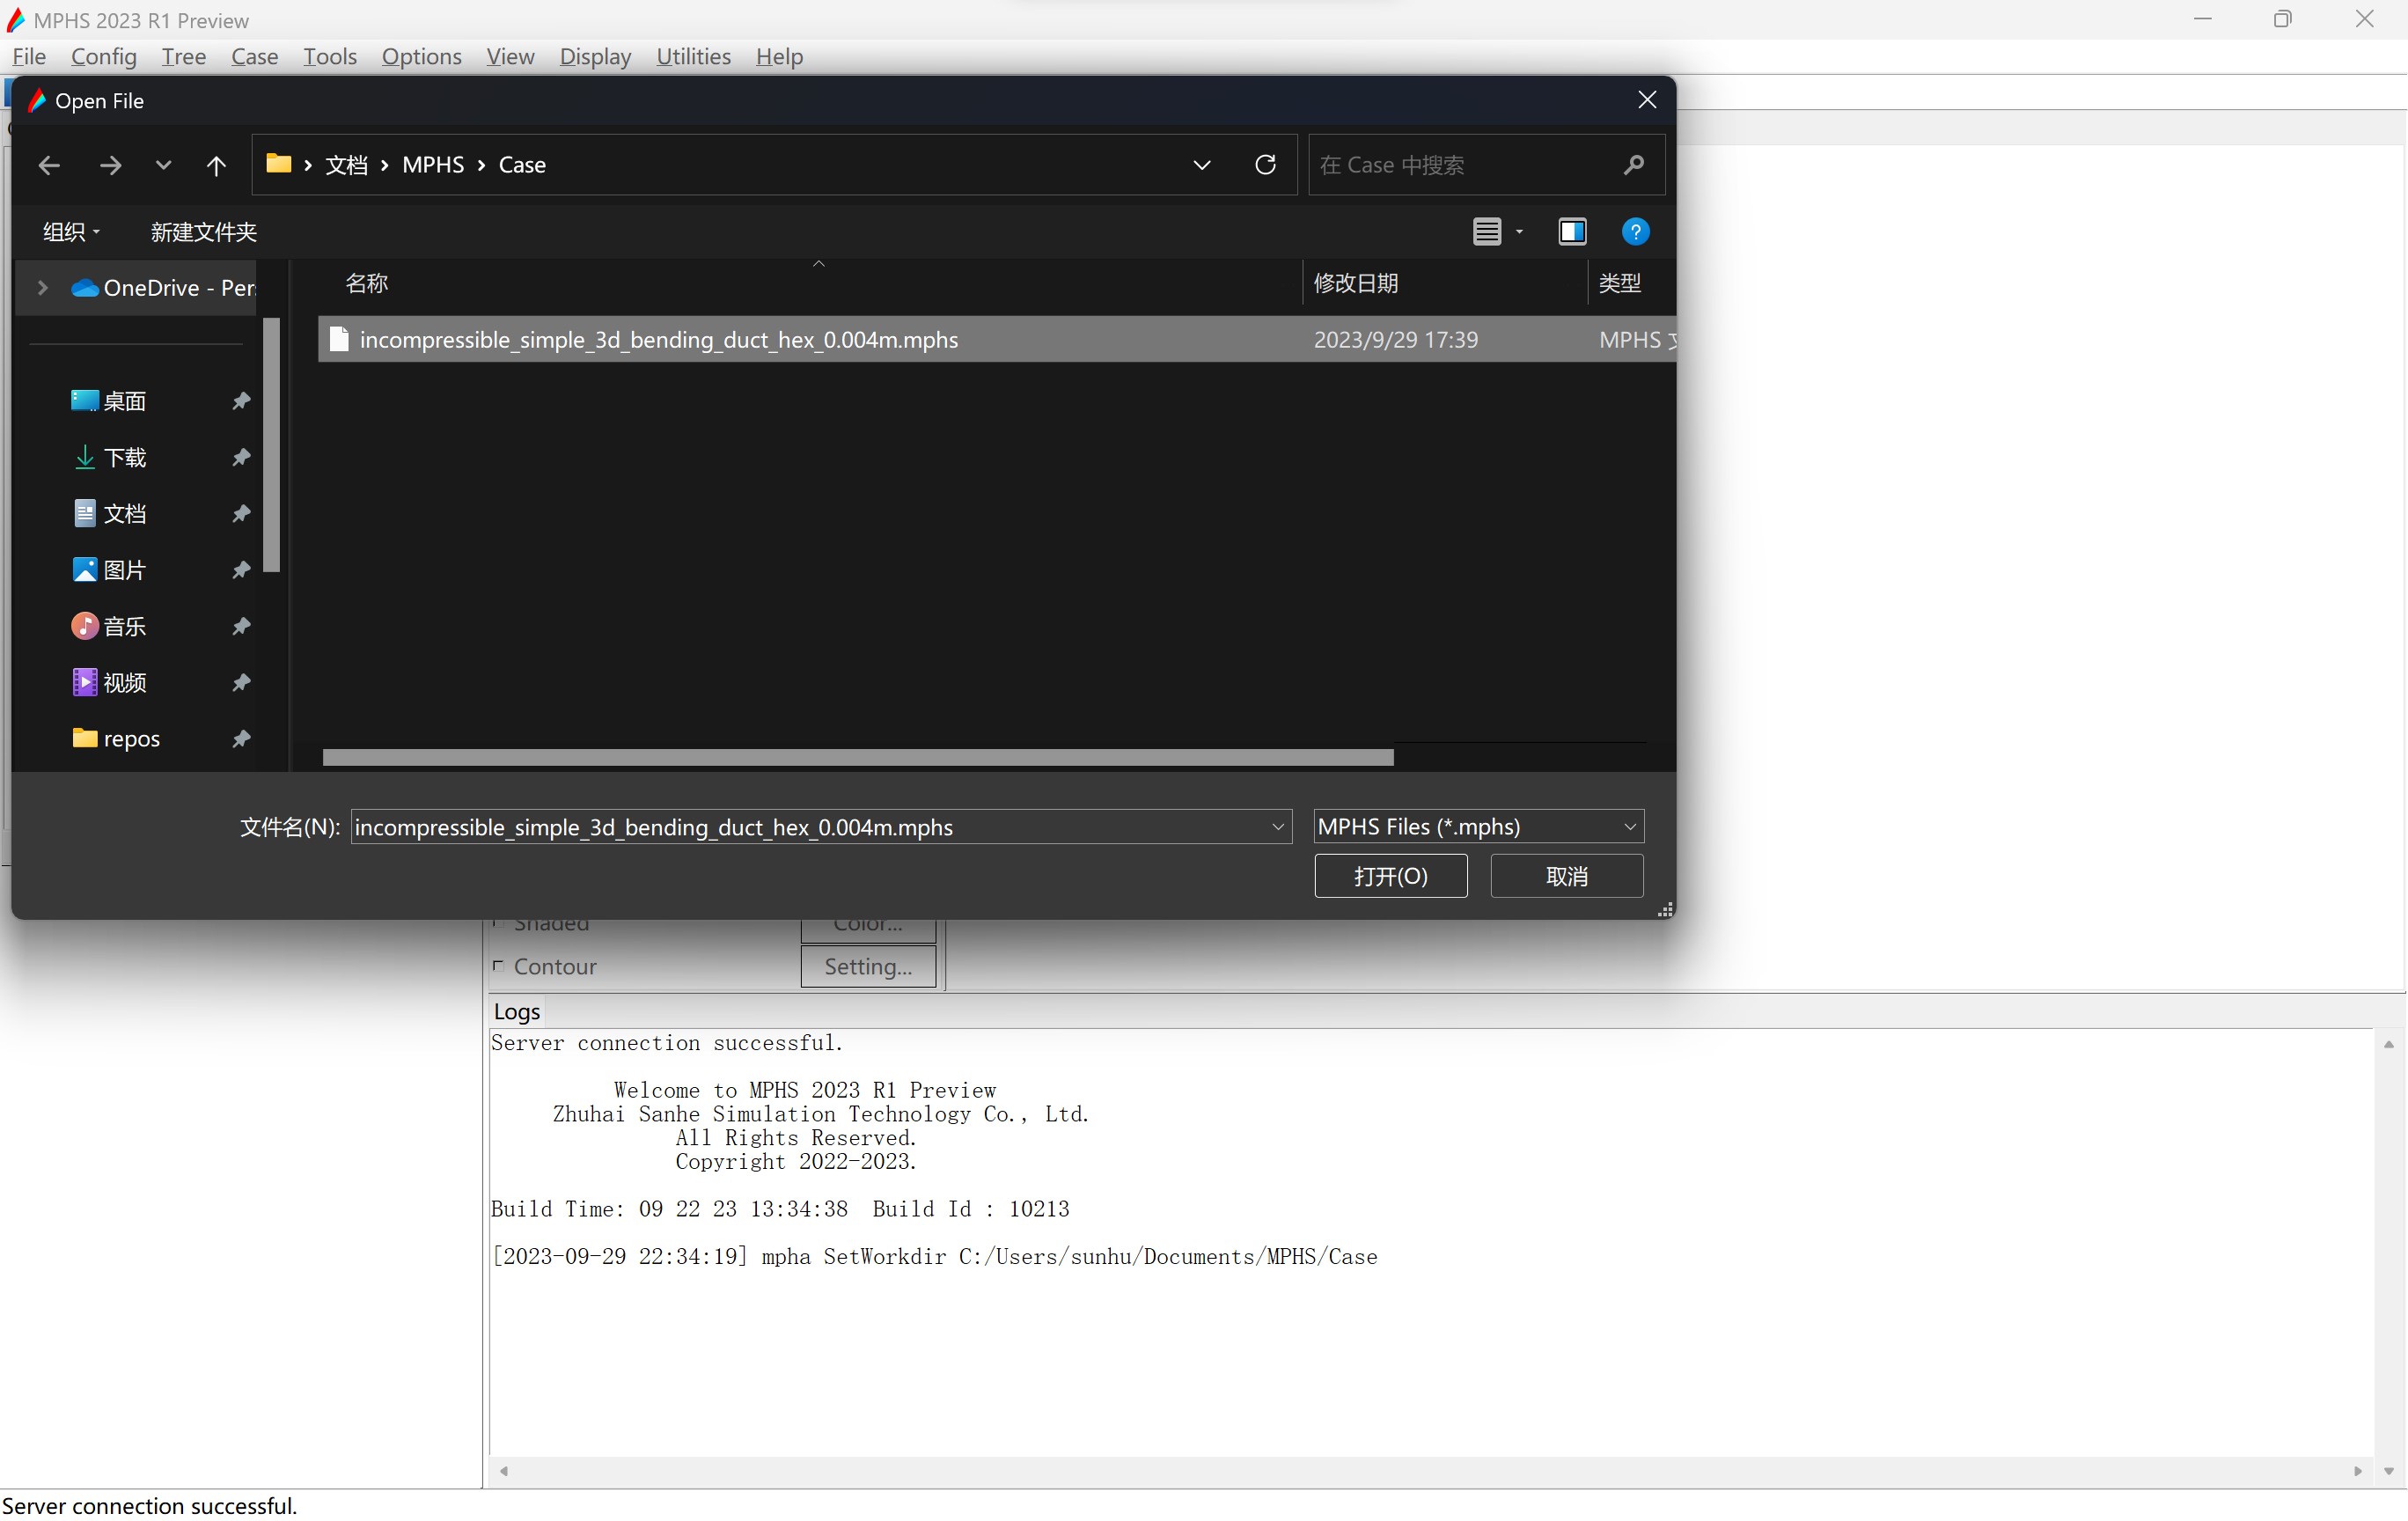 MPHS 2023 R1 Preview
File Config Tree Case Tools Options View Display Utilities Help
Open File
文档 › MPHS › Case
在 Case 中搜索
组织 新建文件夹
OneDrive - Per
名称 修改日期 类型
incompressible_simple_3d_bending_duct_hex_0.004m.mphs 2023/9/29 17:39 MPHS
桌面
下载
文档
图片
音乐
视频
repos
文件名(N): incompressible_simple_3d_bending_duct_hex_0.004m.mphs MPHS Files (*.mphs)
打开(O) 取消
Shaded Color...
Contour Setting...
Logs
Server connection successful.
Welcome to MPHS 2023 R1 Preview
Zhuhai Sanhe Simulation Technology Co., Ltd.
All Rights Reserved.
Copyright 2022-2023.
Build Time: 09 22 23 13:34:38 Build Id : 10213
[2023-09-29 22:34:19] mpha SetWorkdir C:/Users/sunhu/Documents/MPHS/Case
Server connection successful.